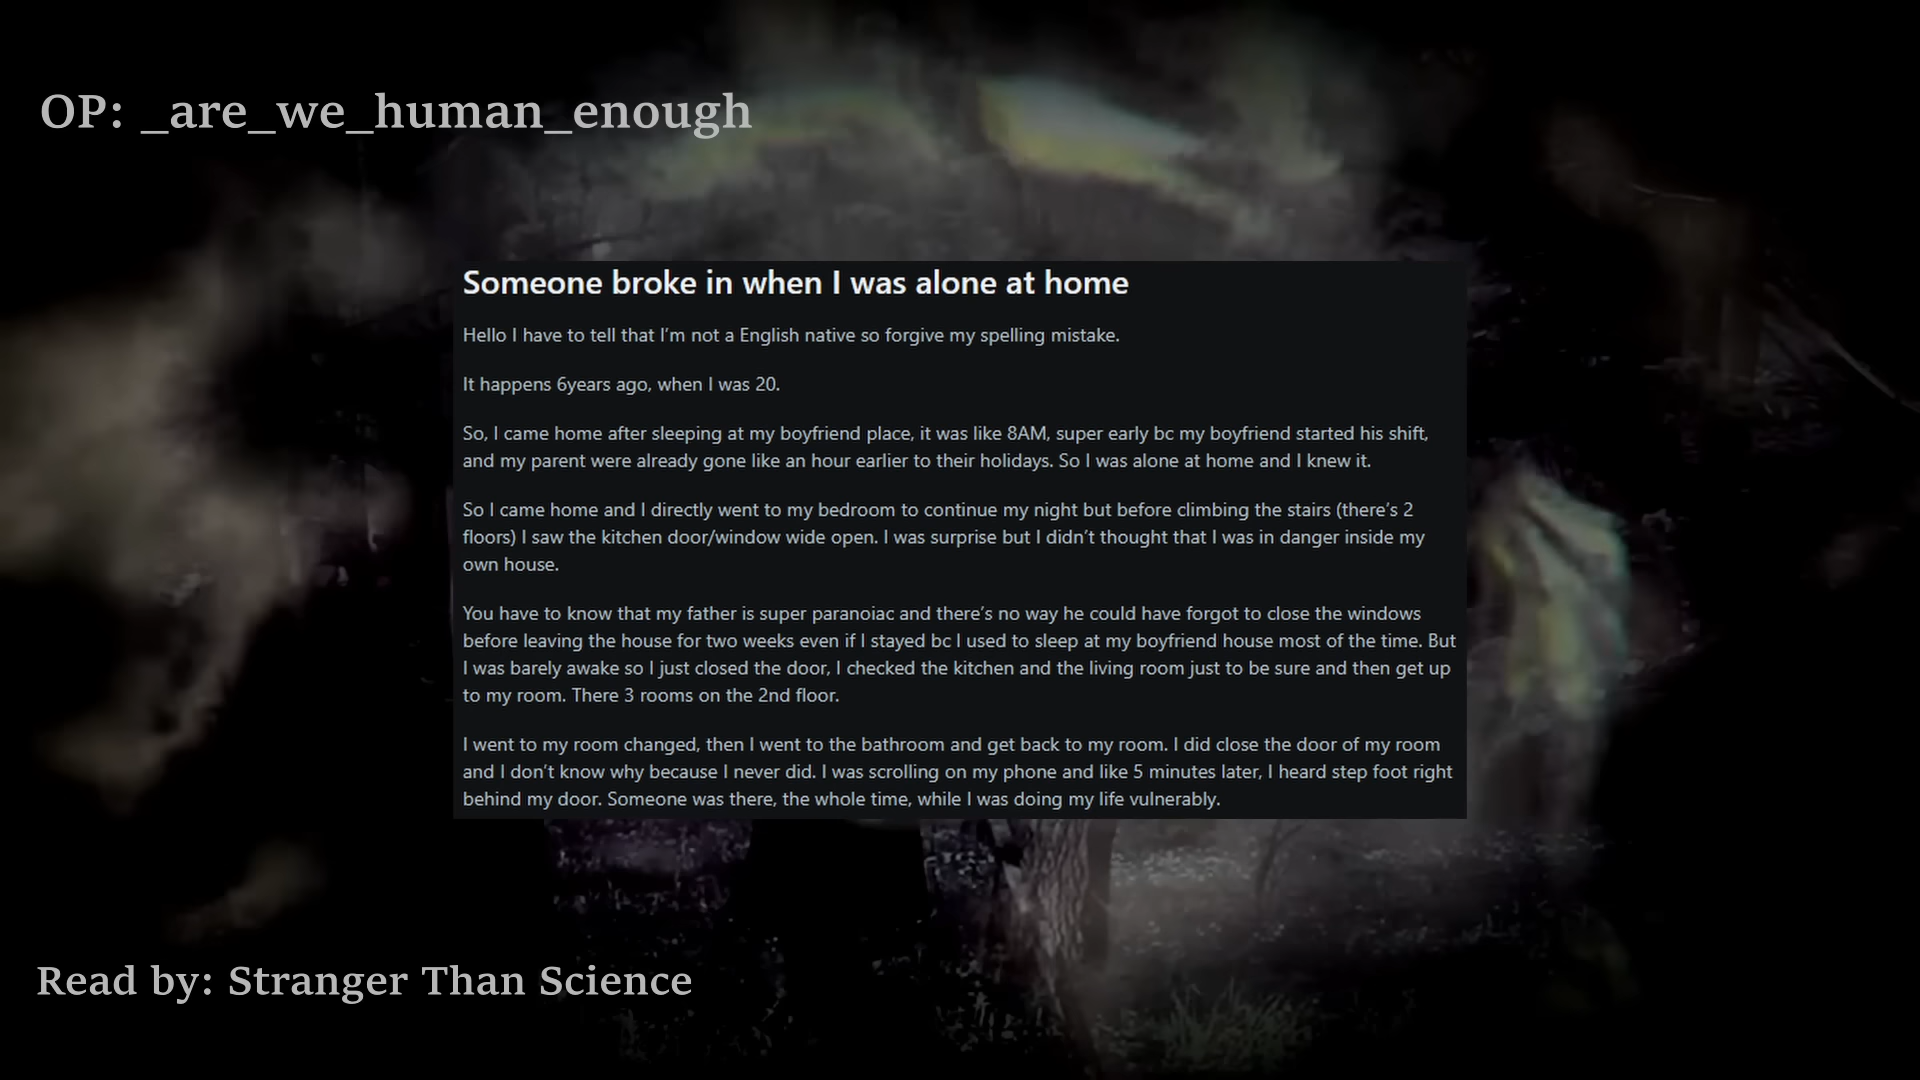 OP: _are_we_human_enough
Someone broke in when I was alone at home
Hello I have to tell that I'm not a English native so forgive my spelling mistake.
It happens 6years ago, when I was 20.
So, I came home after sleeping at my boyfriend place, it was like 8AM, super early bc my boyfriend started his shift,
and my parent were already gone like an hour earlier to their holidays. So I was alone at home and I knew it.
So I came home and I directly went to my bedroom to continue my night but before climbing the stairs (there's 2
floors) I saw the kitchen door/window wide open. I was surprise but I didn't thought that I was in danger inside my
own house.
You have to know that my father is super paranoiac and there's no way he could have forgot to close the windows
before leaving the house for two weeks even if I stayed bc I used to sleep at my boyfriend house most of the time. But
I was barely awake so I just closed the door, I checked the kitchen and the living room just to be sure and then get up
to my room. There 3 rooms on the 2nd floor.
I went to my room changed, then I went to the bathroom and get back to my room. I did close the door of my room
and I don't know why because I never did. I was scrolling on my phone and like 5 minutes later, I heard step foot right
behind my door. Someone was there, the whole time, while I was doing my life vulnerably.
Read by: Stranger Than Science